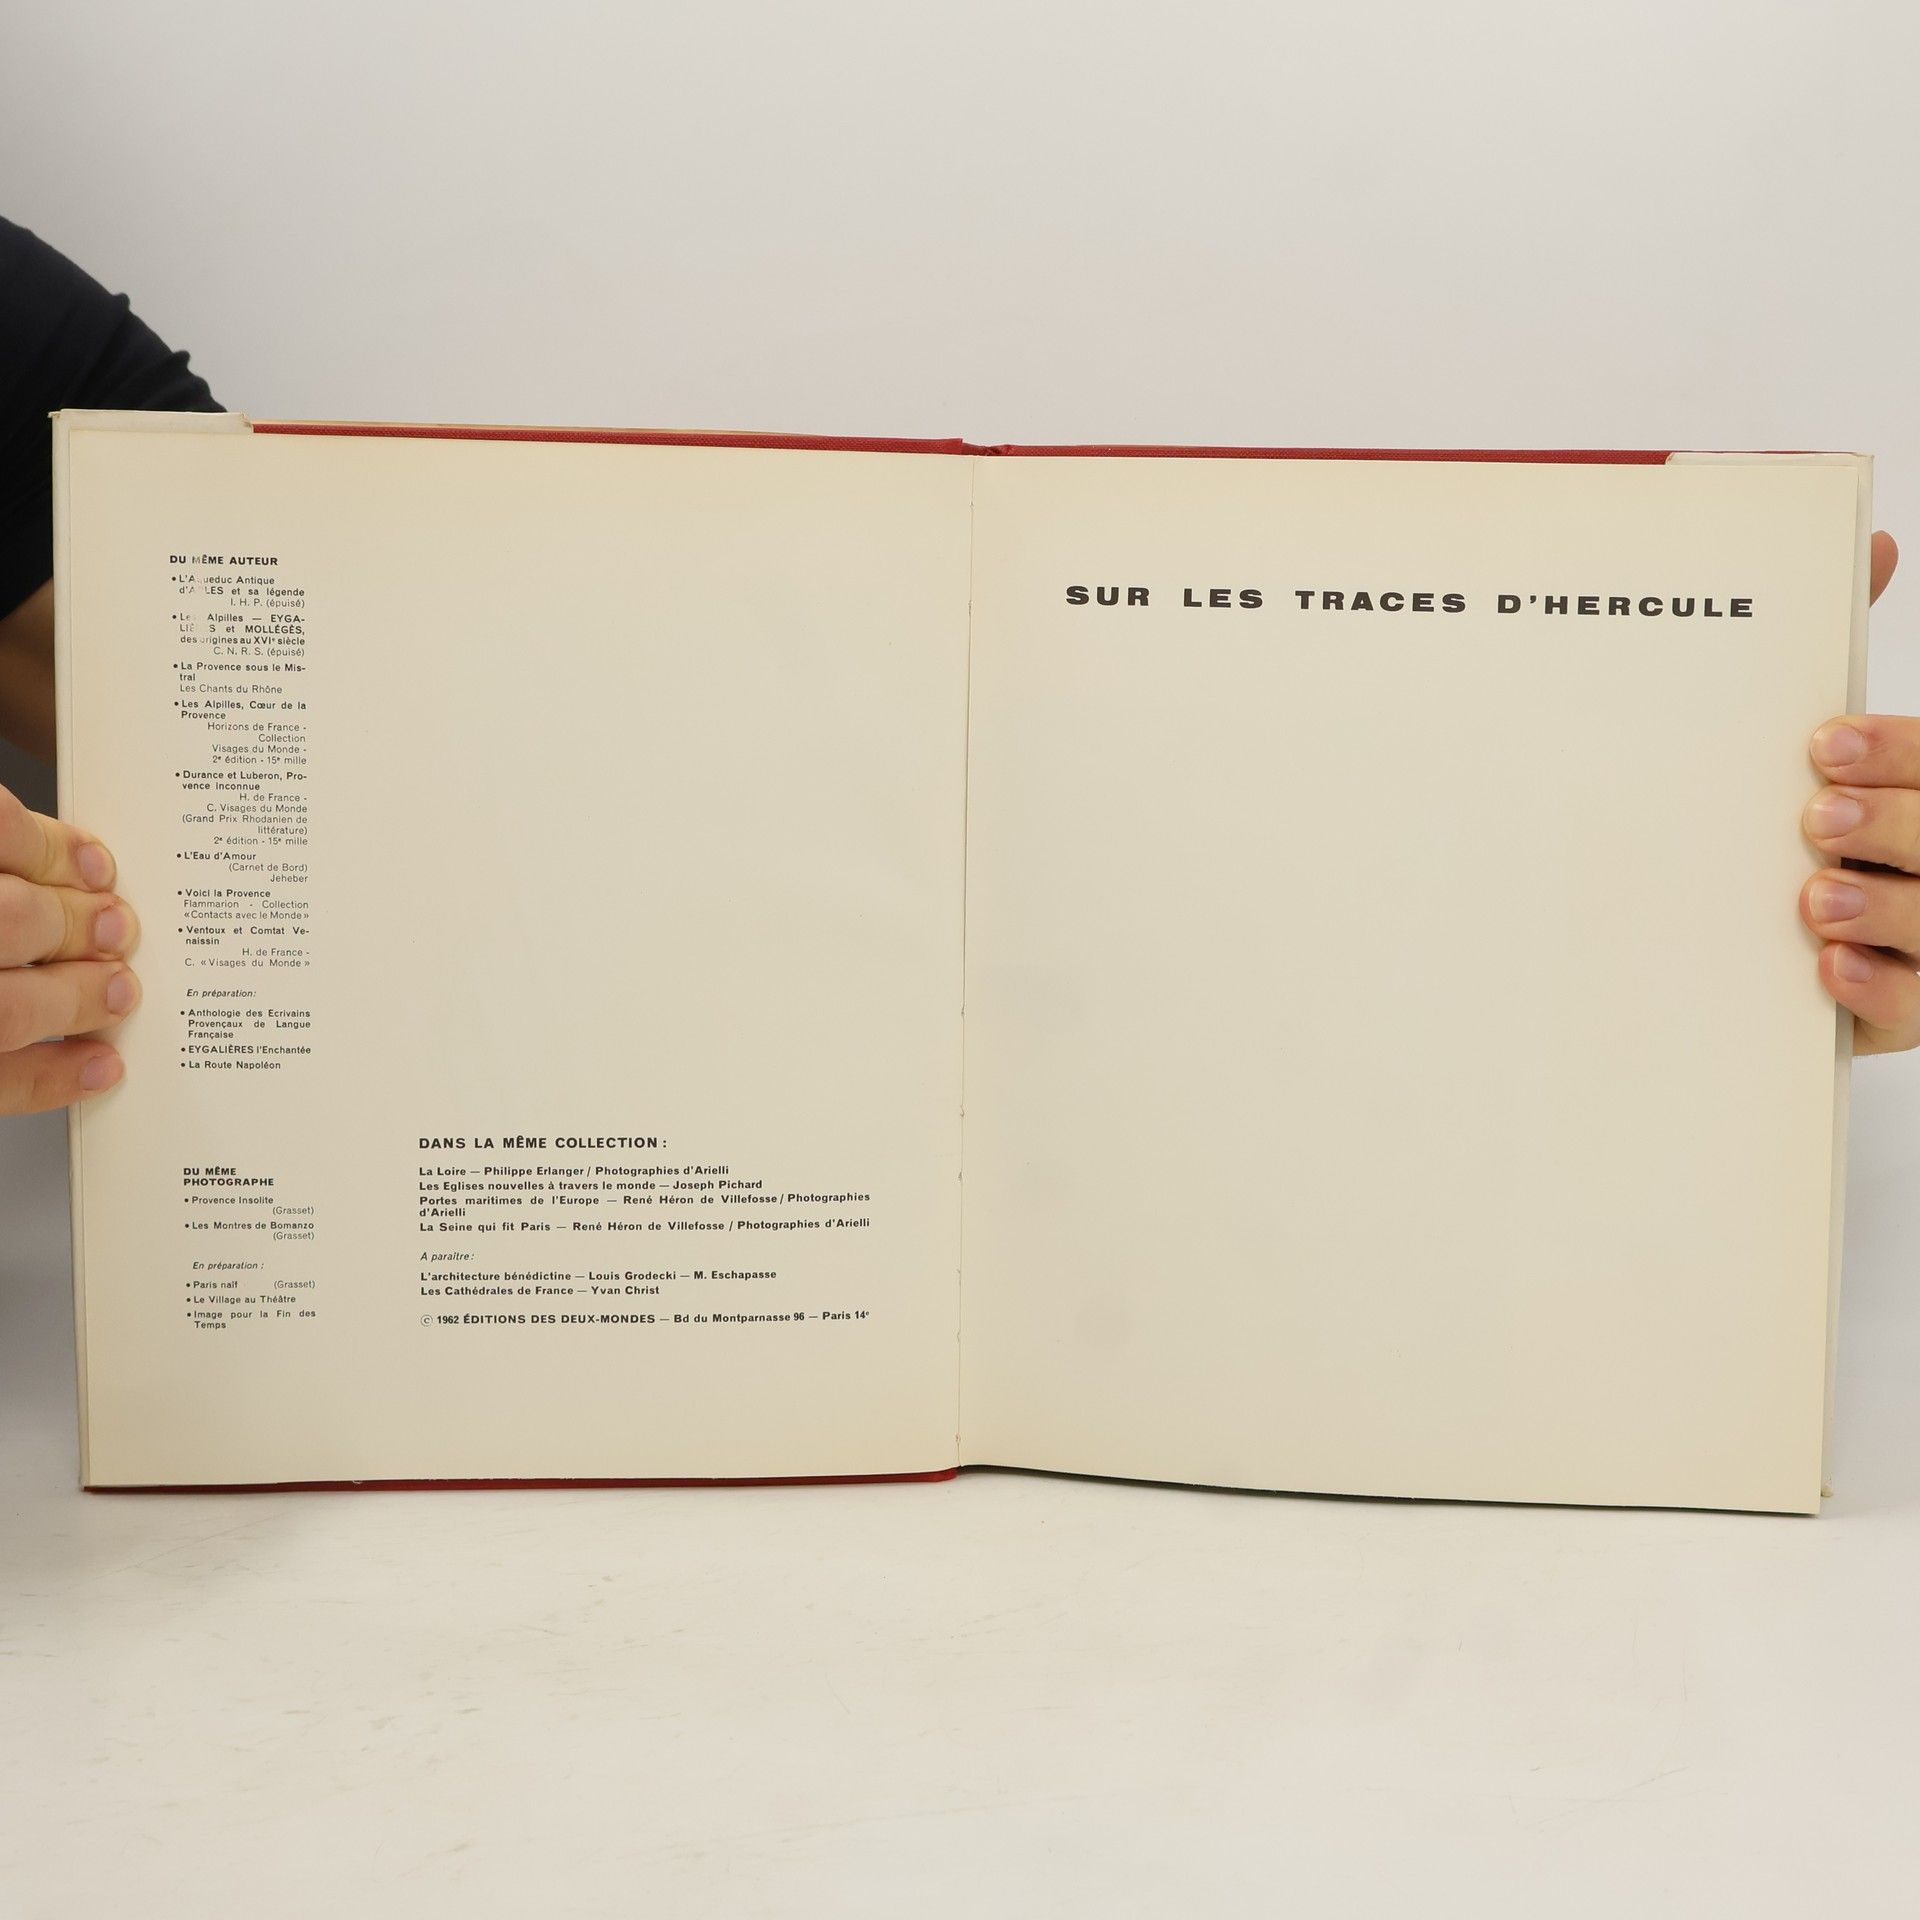 DU MÊME AUTEUR
• L'A ueduc Antique
d'A LES et sa légende
I. H. P. (épuisé)
• Les Alpilles — EYGA-
LIÈ S et MOLLÉGÈS,
des origines au XVIe siècle
C. N. R. S. (épuisé)
• La Provence sous le Mis-
tral
Les Chants du Rhône
• Les Alpilles, Cœur de la
Provence
Horizons de France -
Collection
Visages du Monde -
2e édition - 15e mille
• Durance et Luberon, Pro-
vence Inconnue
H. de France -
C. Visages du Monde
(Grand Prix Rhodanien de
littérature)
2e édition - 15e mille
• L'Eau d'Amour
(Carnet de Bord)
Jeheber
• Voici la Provence
Flammarion - Collection
«Contacts avec le Monde»
• Ventoux et Comtat Ve-
naissin
H. de France -
C. «Visages du Monde»
En préparation:
• Anthologie des Ecrivains
Provençaux de Langue
Française
• EYGALIÈRES l'Enchantée
• La Route Napoléon
DU MÊME
PHOTOGRAPHE
• Provence Insolite
(Grasset)
• Les Montres de Bomanzo
(Grasset)
En préparation :
• Paris naïf (Grasset)
• Le Village au Théâtre
• Image pour la Fin des
Temps
DANS LA MÊME COLLECTION :
La Loire — Philippe Erlanger / Photographies d'Arielli
Les Eglises nouvelles à travers le monde — Joseph Pichard
Portes maritimes de l'Europe — René Héron de Villefosse / Photographies
d'Arielli
La Seine qui fit Paris — René Héron de Villefosse / Photographies d'Arielli
A paraître :
L'architecture bénédictine — Louis Grodecki — M. Eschapasse
Les Cathédrales de France — Yvan Christ
© 1962 ÉDITIONS DES DEUX-MONDES — Bd du Montparnasse 96 — Paris 14e
SUR LES TRACES D'HERCULE